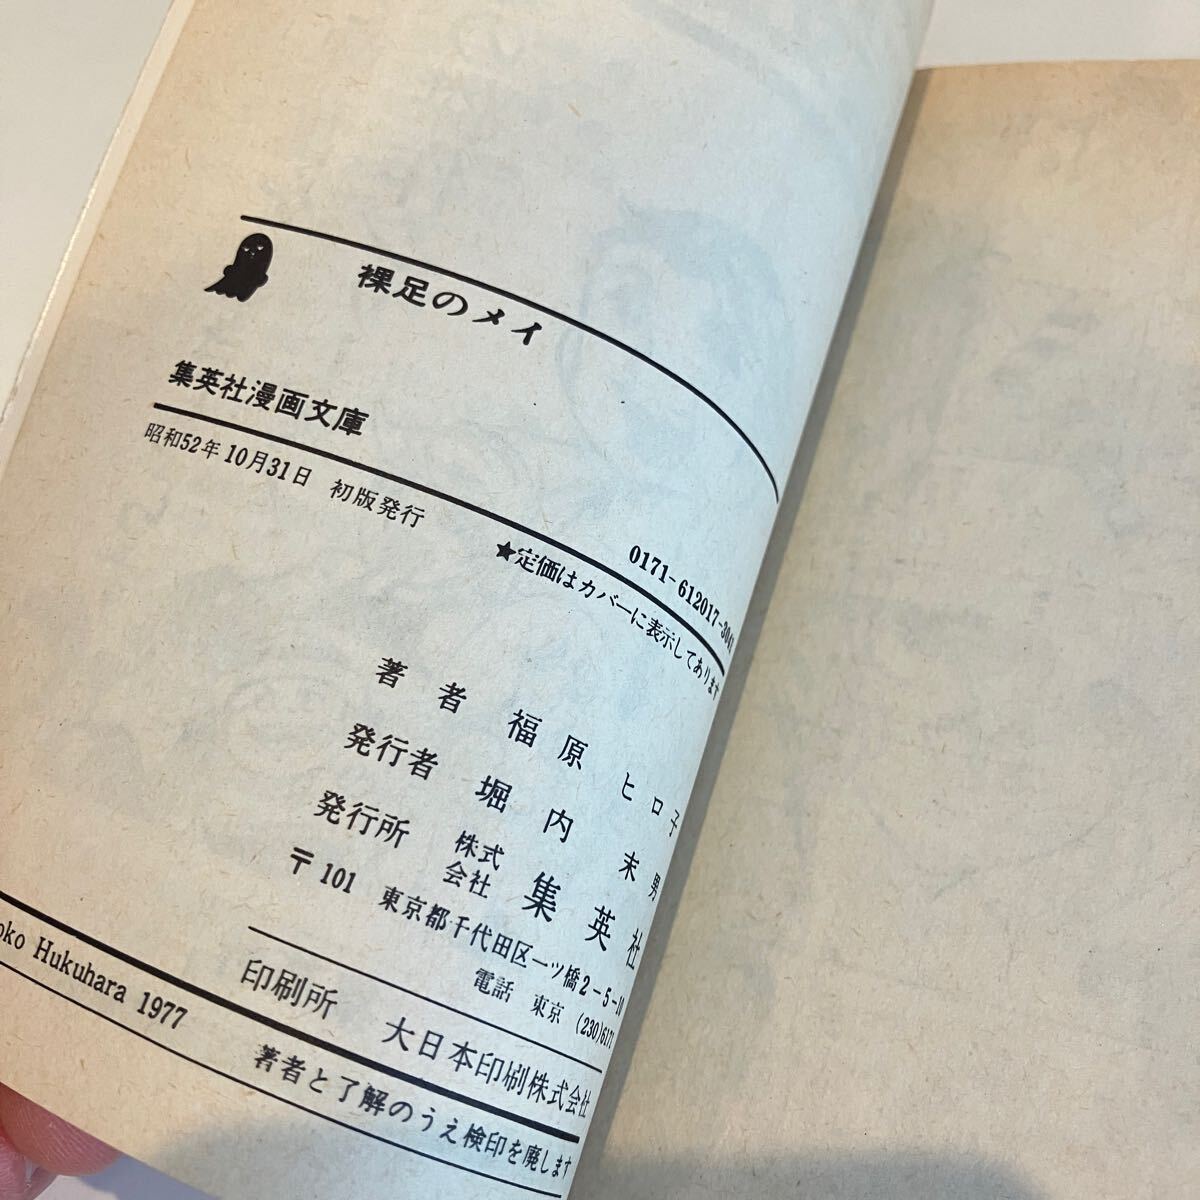 裸足のメイ
集英社漫画文庫
0171-612017-3041
昭和52年10月31日 初版発行
★定価はカバーに表示してあります
著者 福原 ヒロ子
発行者 堀内 末男
発行所 株式会社 集英社
〒101 東京都千代田区一ツ橋2-5-10
電話 東京 (230)6171
印刷所 大日本印刷株式会社
Hukuhara 1977
著者と了解のうえ検印を廃します